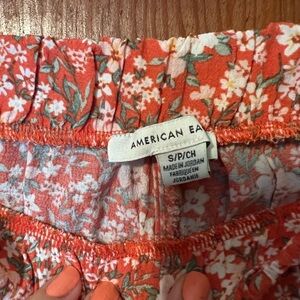 AMERICAN EA
S/P/CH
MADE IN JORDAN
FABRIQUÉ EN
JORDANIE